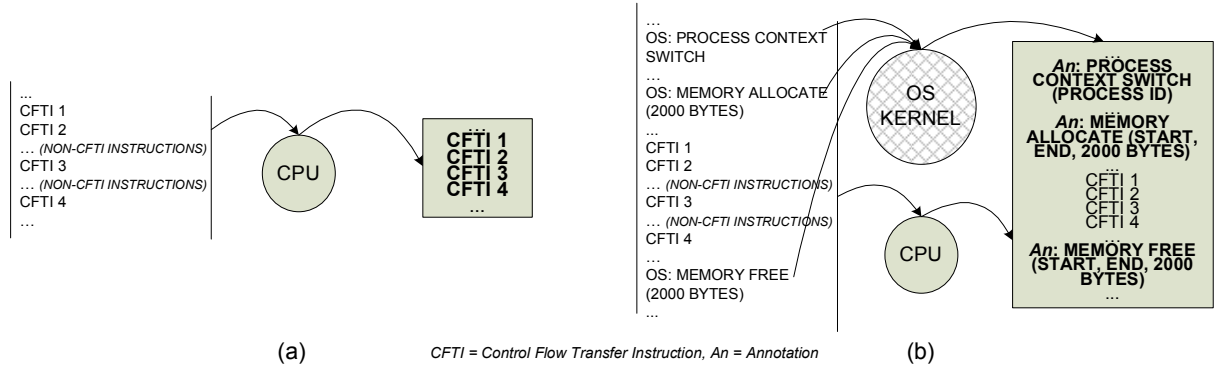 ...
CFTI 1
CFTI 2
... (NON-CFTI INSTRUCTIONS)
CFTI 3
... (NON-CFTI INSTRUCTIONS)
CFTI 4
...
CPU
...
CFTI 1
CFTI 2
CFTI 3
CFTI 4
...
(a)
...
OS: PROCESS CONTEXT
SWITCH
...
OS: MEMORY ALLOCATE
(2000 BYTES)
...
CFTI 1
CFTI 2
... (NON-CFTI INSTRUCTIONS)
CFTI 3
... (NON-CFTI INSTRUCTIONS)
CFTI 4
...
OS: MEMORY FREE
(2000 BYTES)
...
OS
KERNEL
CPU
...
An: PROCESS
CONTEXT SWITCH
(PROCESS ID)
...
An: MEMORY
ALLOCATE (START,
END, 2000 BYTES)
...
CFTI 1
CFTI 2
CFTI 3
CFTI 4
...
An: MEMORY FREE
(START, END, 2000
BYTES)
...
(b)
CFTI = Control Flow Transfer Instruction, An = Annotation